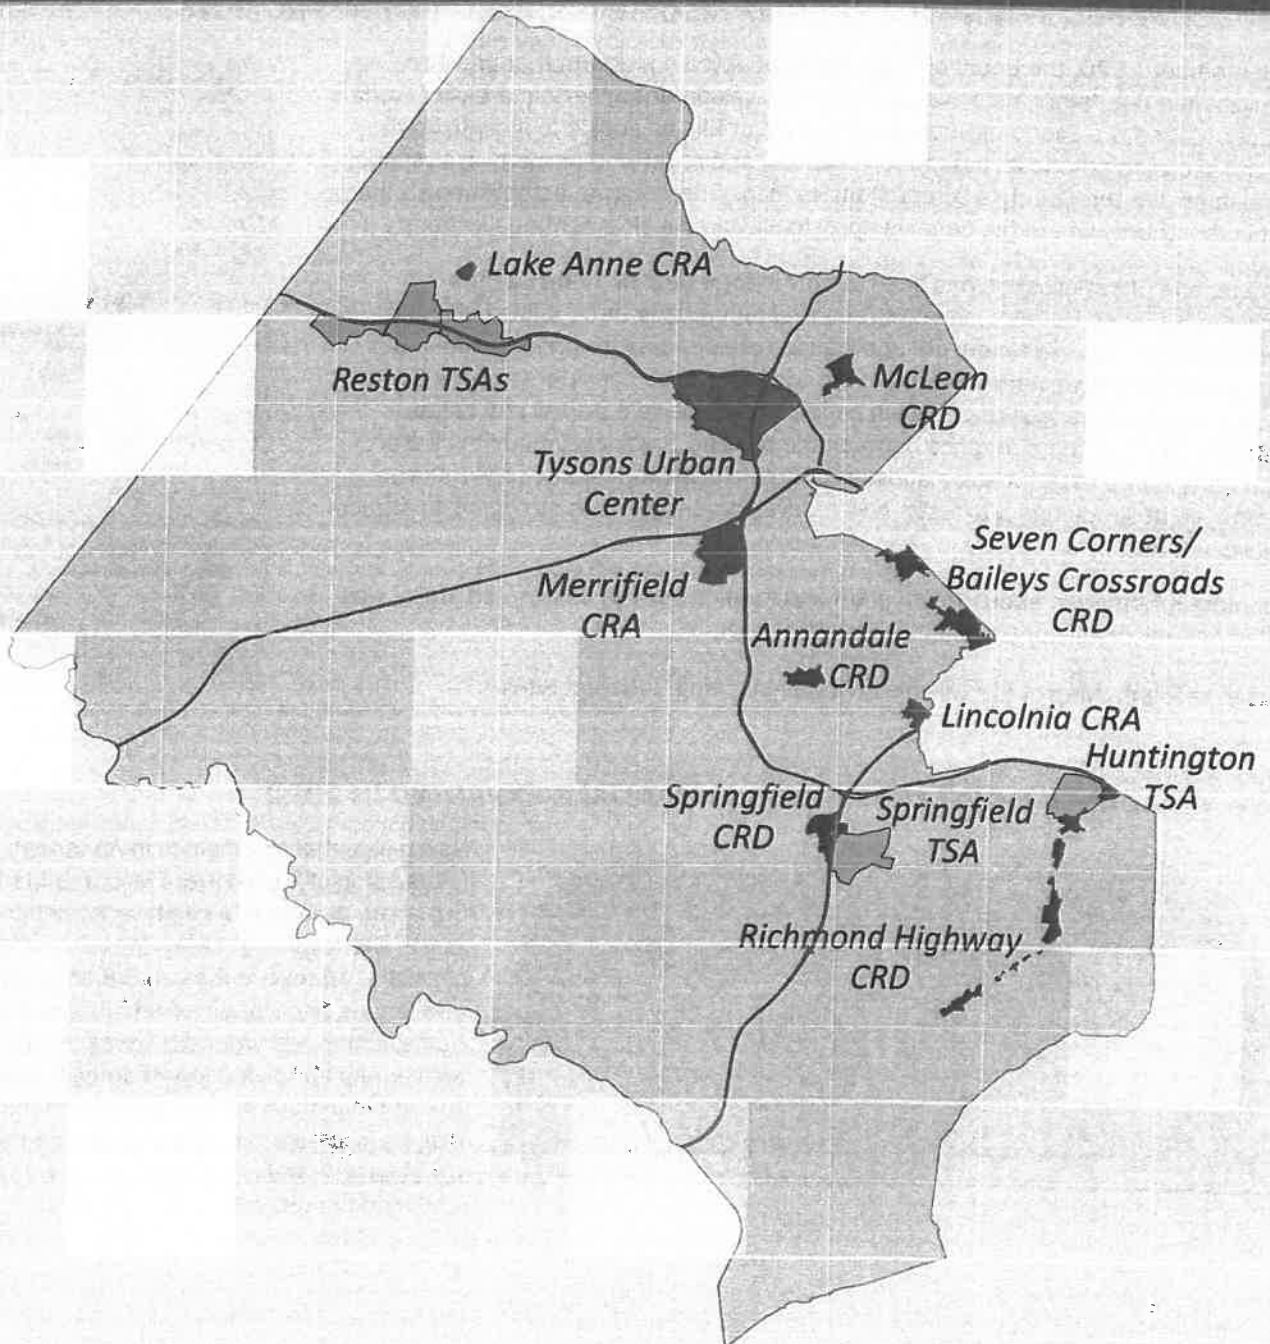 Lake Anne CRA
Reston TSAs
McLean
CRD
Tysons Urban
Center
Seven Corners/
Baileys Crossroads
CRD
Merrifield
CRA
Annandale
CRD
Lincolnia CRA
Huntington
TSA
Springfield
CRD
Springfield
TSA
Richmond Highway
CRD